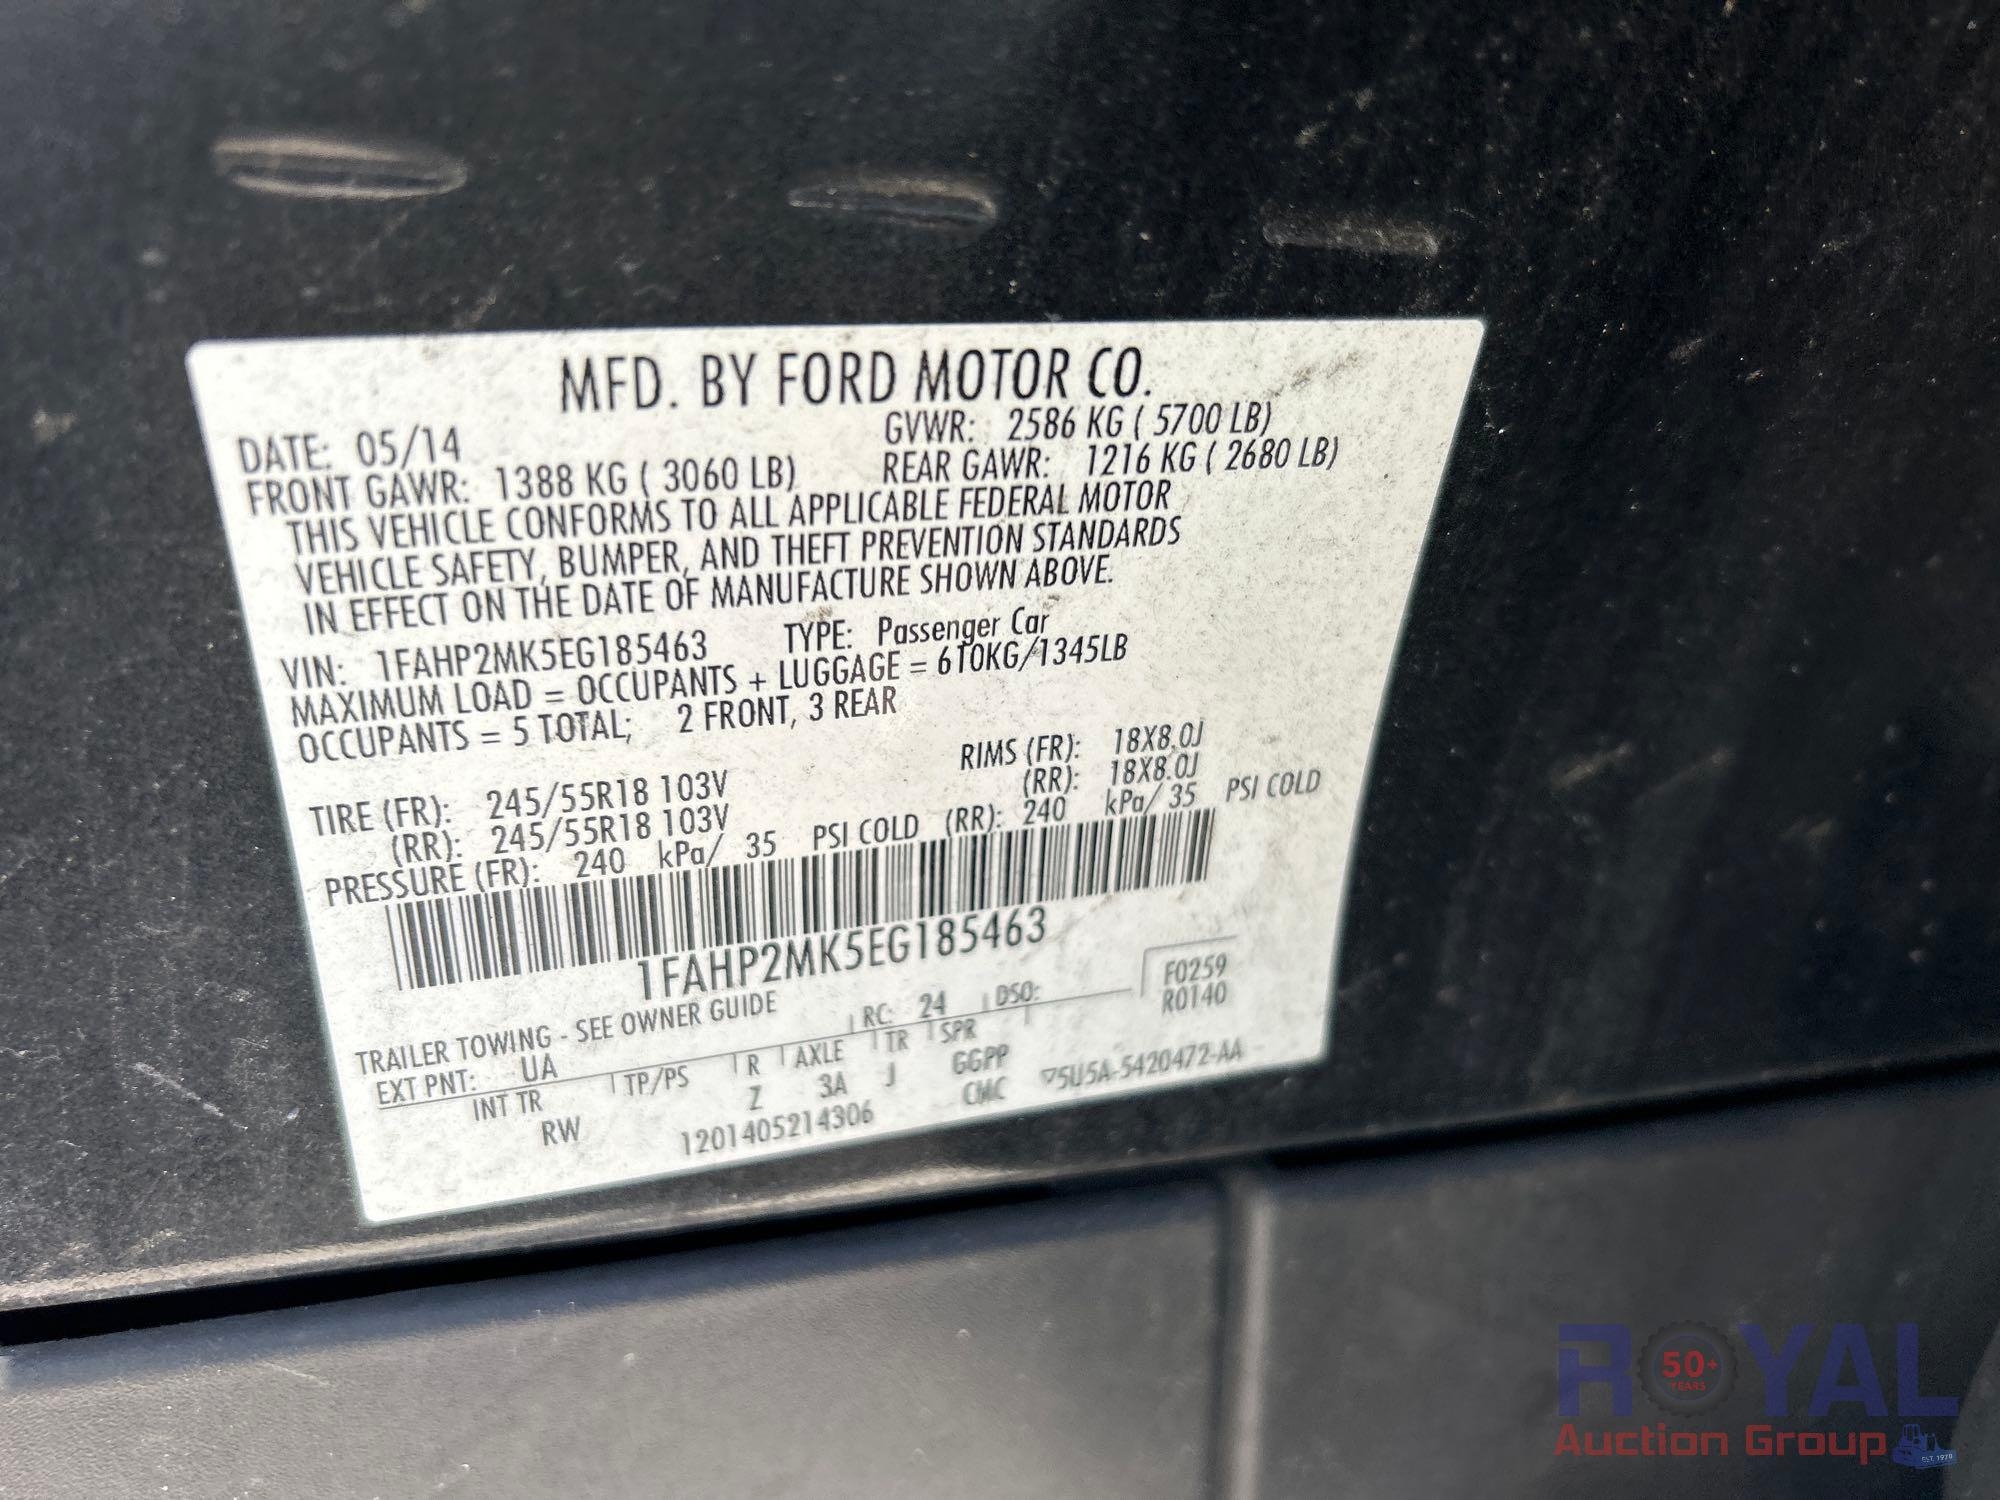 MFD. BY FORD MOTOR CO.
DATE: 05/14 GVWR: 2586 KG ( 5700 LB)
FRONT GAWR: 1388 KG ( 3060 LB) REAR GAWR: 1216 KG ( 2680 LB)
THIS VEHICLE CONFORMS TO ALL APPLICABLE FEDERAL MOTOR
VEHICLE SAFETY, BUMPER, AND THEFT PREVENTION STANDARDS
IN EFFECT ON THE DATE OF MANUFACTURE SHOWN ABOVE.
VIN: 1FAHP2MK5EG185463 TYPE: Passenger Car
MAXIMUM LOAD = OCCUPANTS + LUGGAGE = 610KG/1345LB
OCCUPANTS = 5 TOTAL; 2 FRONT, 3 REAR
TIRE (FR): 245/55R18 103V RIMS (FR): 18X8.0J
(RR): 245/55R18 103V (RR): 18X8.0J
PRESSURE (FR): 240 kPa/ 35 PSI COLD (RR): 240 kPa/ 35 PSI COLD
1FAHP2MK5EG185463
TRAILER TOWING - SEE OWNER GUIDE
F0259
R0140
EXT PNT: UA RC: 24 DSO:
INT TR TP/PS R AXLE TR SPR
RW Z 3A J GGPP
1201405214306 CMC ▽5U5A-5420472-AA
ROYAL
50+
YEARS
Auction Group
EST. 1970